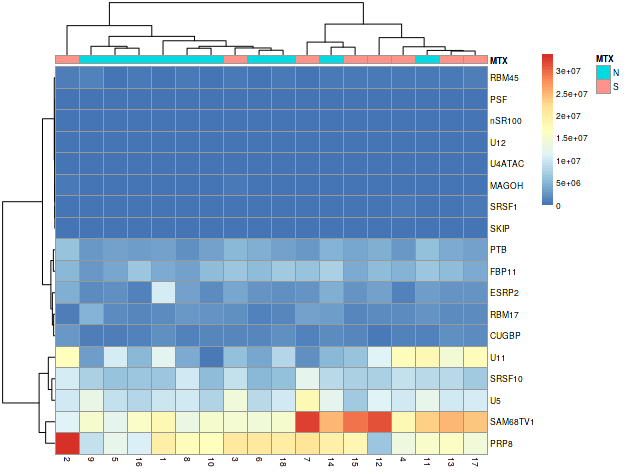 MTX
RBM45
PSF
nSR100
U12
U4ATAC
MAGOH
SRSF1
SKIP
PTB
FBP11
ESRP2
RBM17
CUGBP
U11
SRSF10
U5
SAM68TV1
PRP8
2 9 5 16 1 8 10 3 6 18 7 14 15 12 4 11 13 17
3e+07
2.5e+07
2e+07
1.5e+07
1e+07
5e+06
0
MTX
N
S